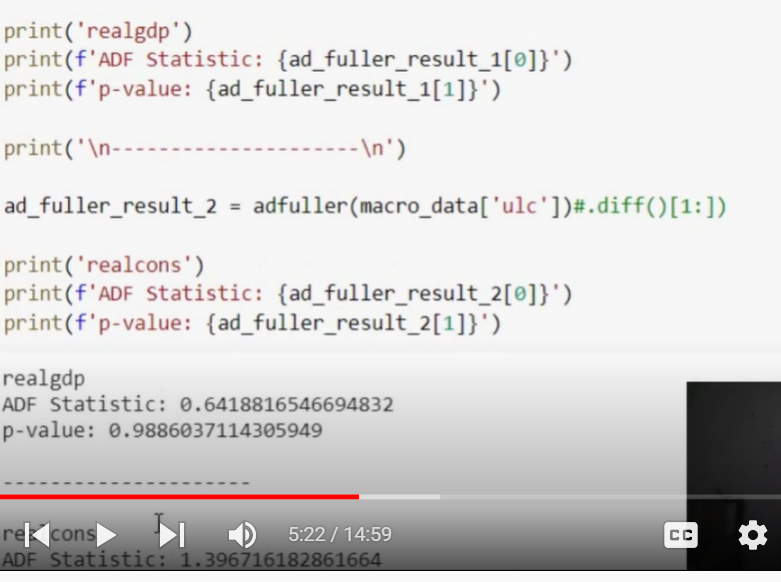 print('realgdp')
print(f'ADF Statistic: {ad_fuller_result_1[0]}')
print(f'p-value: {ad_fuller_result_1[1]}')
print('\n---------------------\n')
ad_fuller_result_2 = adfuller(macro_data['ulc'])#.diff()[1:])
print('realcons')
print(f'ADF Statistic: {ad_fuller_result_2[0]}')
print(f'p-value: {ad_fuller_result_2[1]}')
realgdp
ADF Statistic: 0.6418816546694832
p-value: 0.9886037114305949
---------------------
realcons
5:22 / 14:59
CC
ADF Statistic: 1.396716182861664